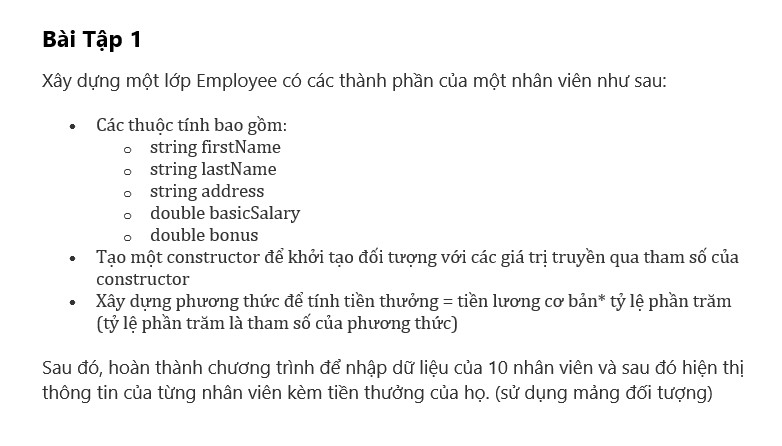 Bài Tập 1
Xây dựng một lớp Employee có các thành phần của một nhân viên như sau:
• Các thuộc tính bao gồm:
o string firstName
o string lastName
o string address
o double basicSalary
o double bonus
• Tạo một constructor để khởi tạo đối tượng với các giá trị truyền qua tham số của
constructor
• Xây dựng phương thức để tính tiền thưởng = tiền lương cơ bản* tỷ lệ phần trăm
(tỷ lệ phần trăm là tham số của phương thức)
Sau đó, hoàn thành chương trình để nhập dữ liệu của 10 nhân viên và sau đó hiện thị
thông tin của từng nhân viên kèm tiền thưởng của họ. (sử dụng mảng đối tượng)